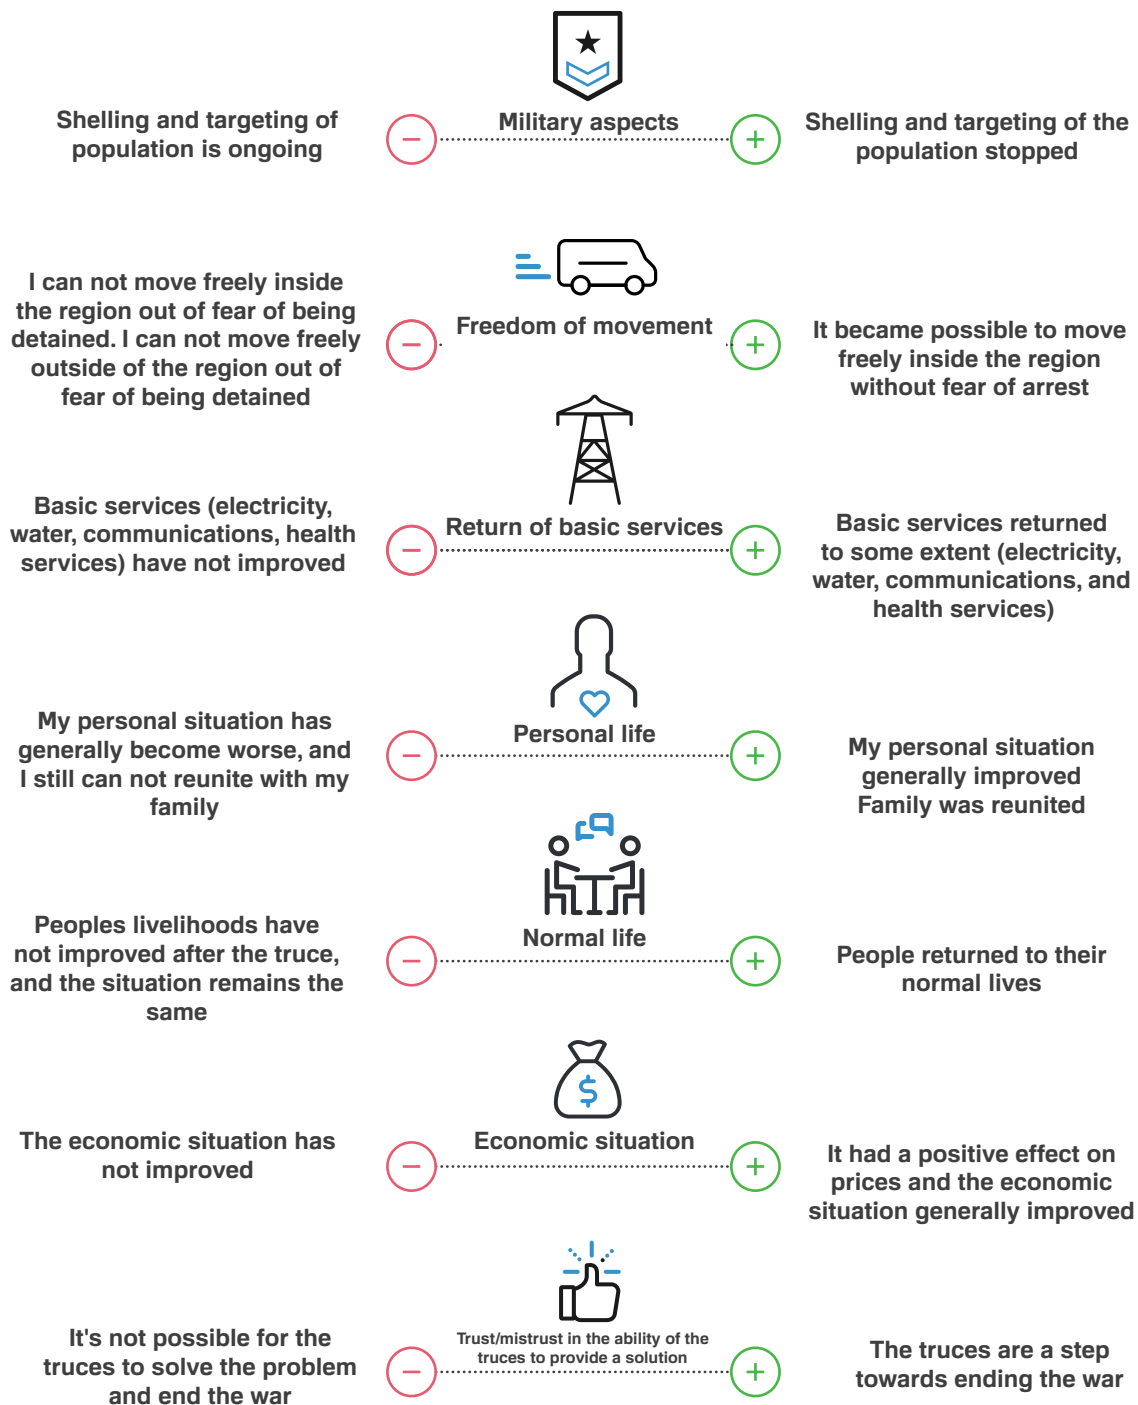 Military aspects
Shelling and targeting of
population is ongoing
Shelling and targeting of the
population stopped
Freedom of movement
I can not move freely inside
the region out of fear of being
detained. I can not move freely
outside of the region out of
fear of being detained
It became possible to move
freely inside the region
without fear of arrest
Return of basic services
Basic services (electricity,
water, communications, health
services) have not improved
Basic services returned
to some extent (electricity,
water, communications, and
health services)
Personal life
My personal situation has
generally become worse, and
I still can not reunite with my
family
My personal situation
generally improved
Family was reunited
Normal life
Peoples livelihoods have
not improved after the truce,
and the situation remains the
same
People returned to their
normal lives
$
Economic situation
The economic situation has
not improved
It had a positive effect on
prices and the economic
situation generally improved
Trust/mistrust in the ability of the
truces to provide a solution
It's not possible for the
truces to solve the problem
and end the war
The truces are a step
towards ending the war